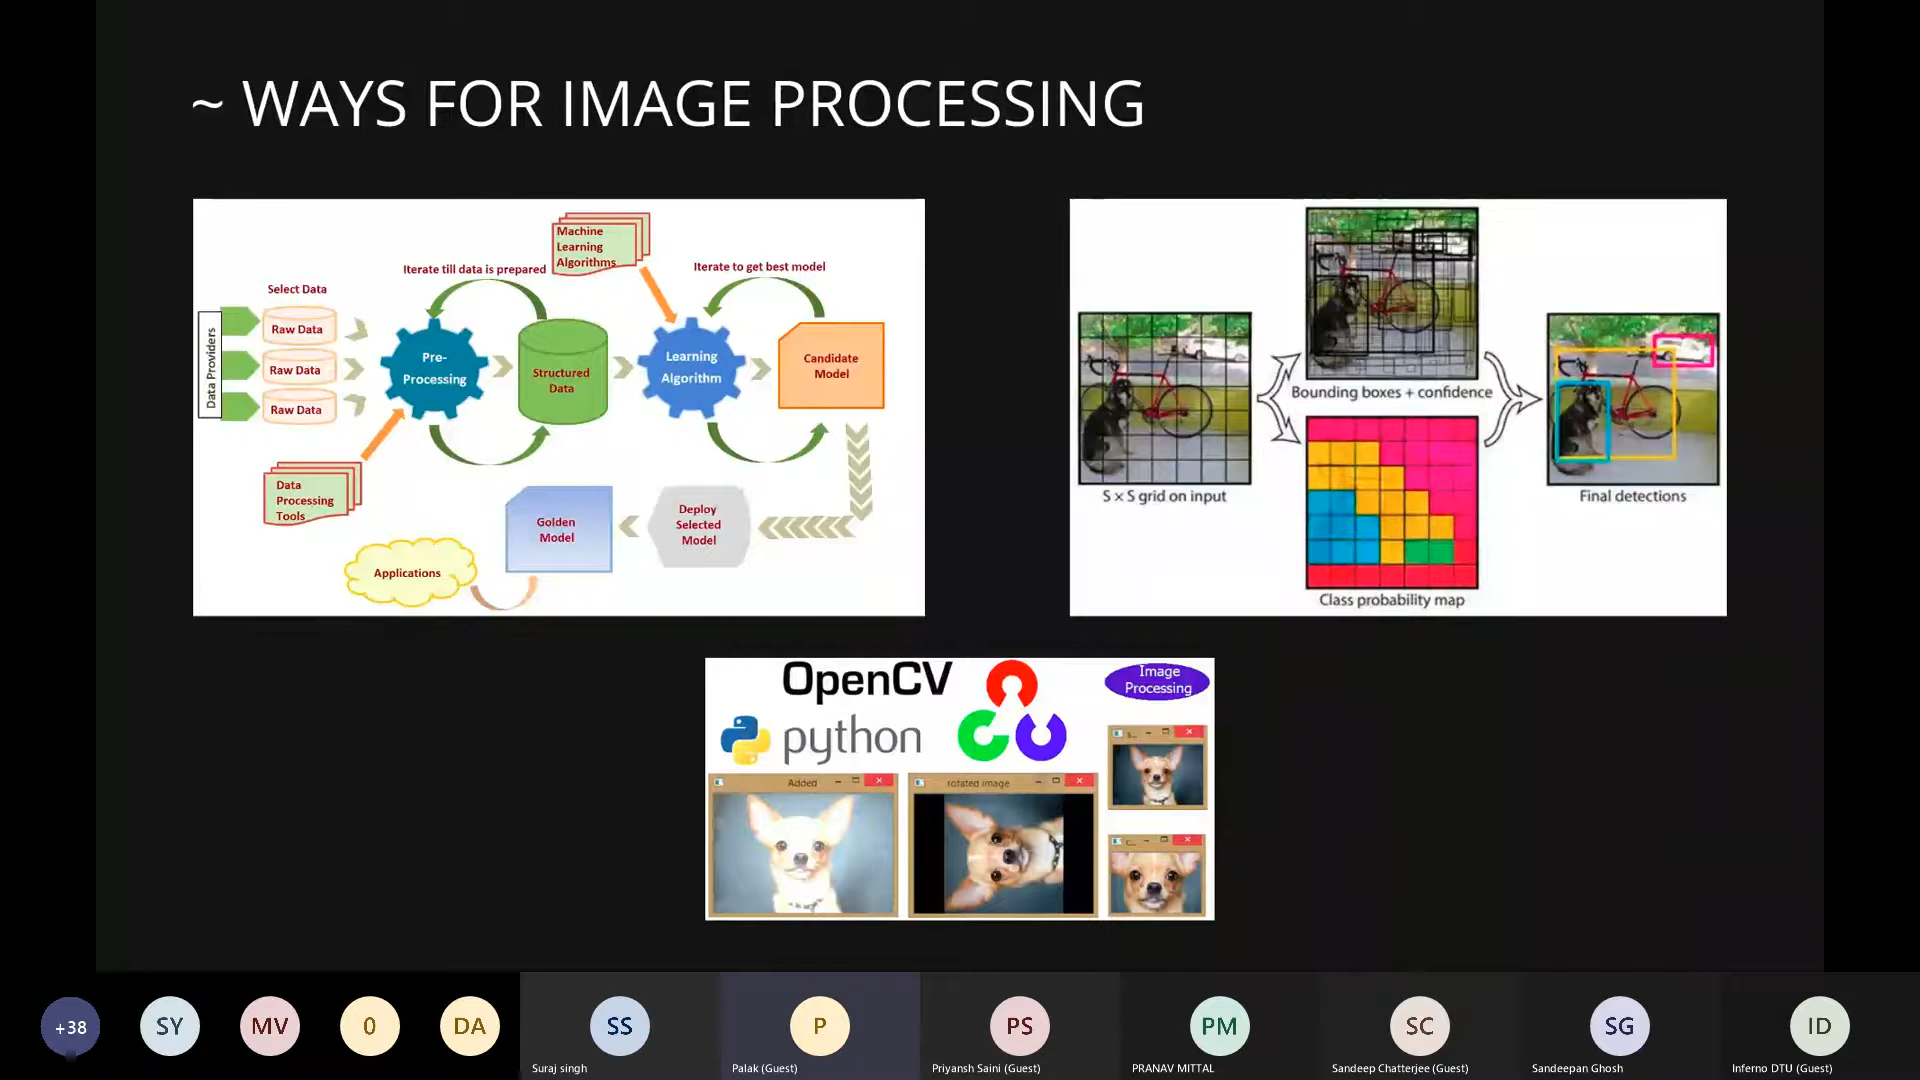 ~ WAYS FOR IMAGE PROCESSING
Machine
Learning
Algorithms
Iterate till data is prepared
Iterate to get best model
Select Data
Data Providers
Raw Data
Raw Data
Raw Data
Pre-
Processing
Structured
Data
Learning
Algorithm
Candidate
Model
Data
Processing
Tools
Golden
Model
Deploy
Selected
Model
Applications
Bounding boxes + confidence
S × S grid on input
Final detections
Class probability map
OpenCV
python
Image
Processing
Added
rotated image
s...
c...
+38
SY
MV
0
DA
SS
Suraj singh
P
Palak (Guest)
PS
Priyansh Saini (Guest)
PM
PRANAV MITTAL
SC
Sandeep Chatterjee (Guest)
SG
Sandeepan Ghosh
ID
Inferno DTU (Guest)